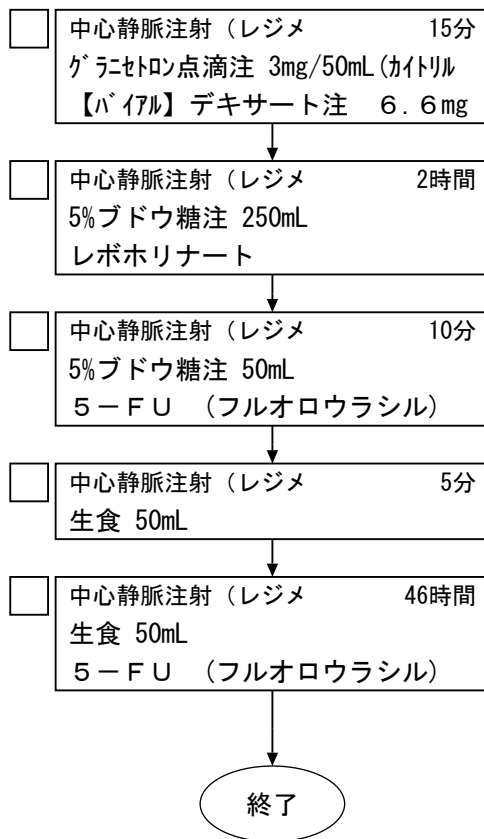 中心静脈注射（レジメ 15分
ｸﾞﾗﾆｾﾄﾛﾝ点滴注 3mg/50mL(ｶｲﾄﾘﾙ
【ﾊﾞｲｱﾙ】デキサート注　６.６mg
中心静脈注射（レジメ 2時間
5%ブドウ糖注 250mL
レボホリナート
中心静脈注射（レジメ 10分
5%ブドウ糖注 50mL
５－ＦＵ　（フルオロウラシル）
中心静脈注射（レジメ 5分
生食 50mL
中心静脈注射（レジメ 46時間
生食 50mL
５－ＦＵ　（フルオロウラシル）
終了